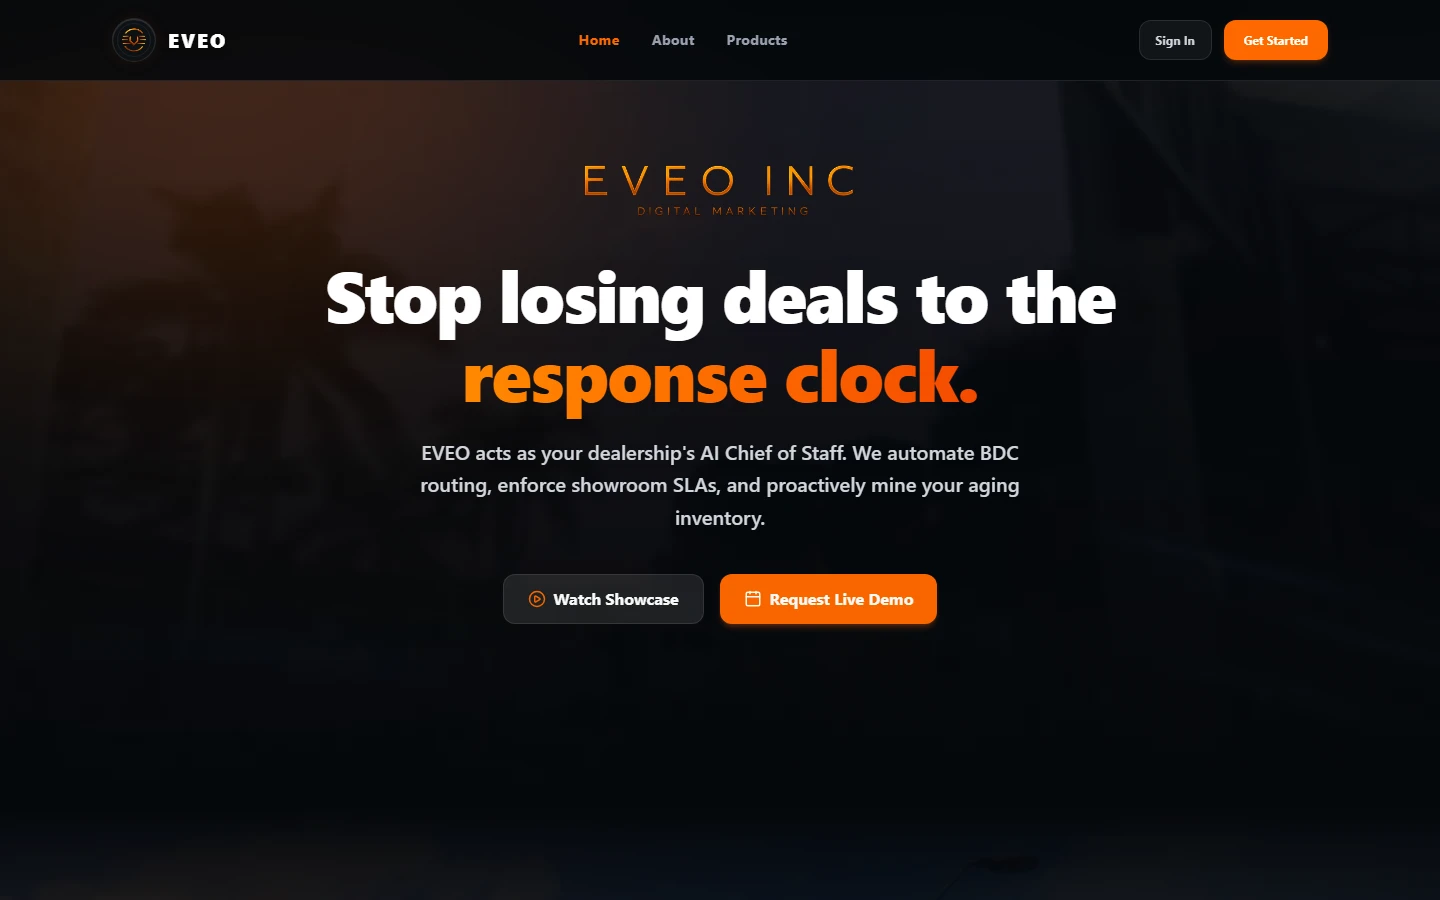 EVEO
Home
About
Products
Sign In
Get Started
EVEO INC
DIGITAL MARKETING
Stop losing deals to the
response clock.
EVEO acts as your dealership's AI Chief of Staff. We automate BDC
routing, enforce showroom SLAs, and proactively mine your aging
inventory.
Watch Showcase
Request Live Demo